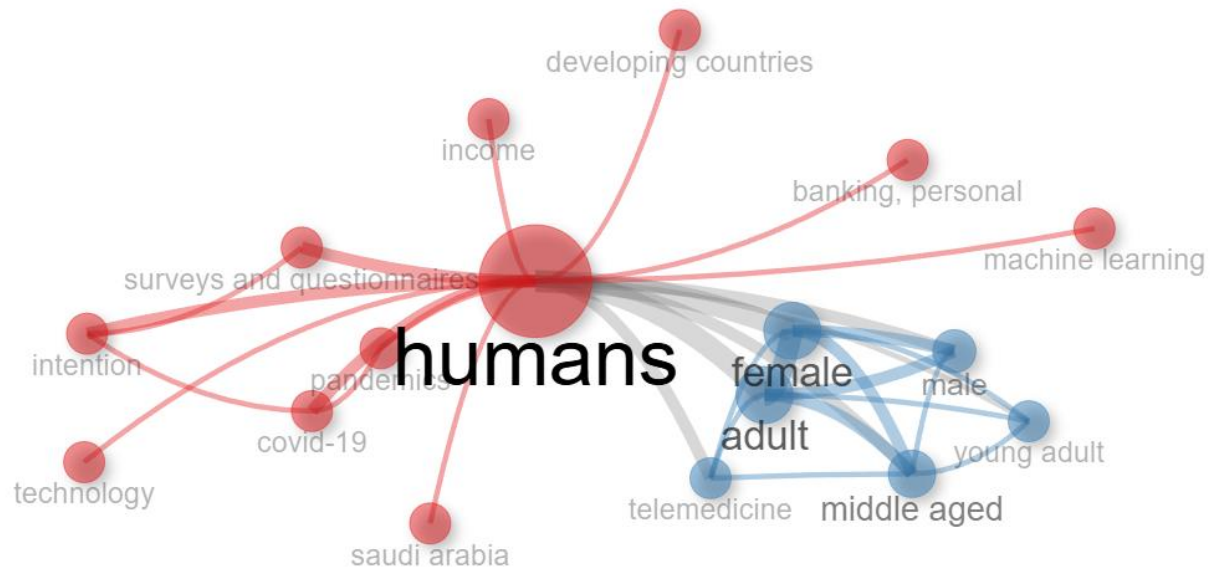 developing countries
income
banking, personal
machine learning
surveys and questionnaires
intention
pandemics
humans
female
male
covid-19
adult
young adult
technology
telemedicine
middle aged
saudi arabia